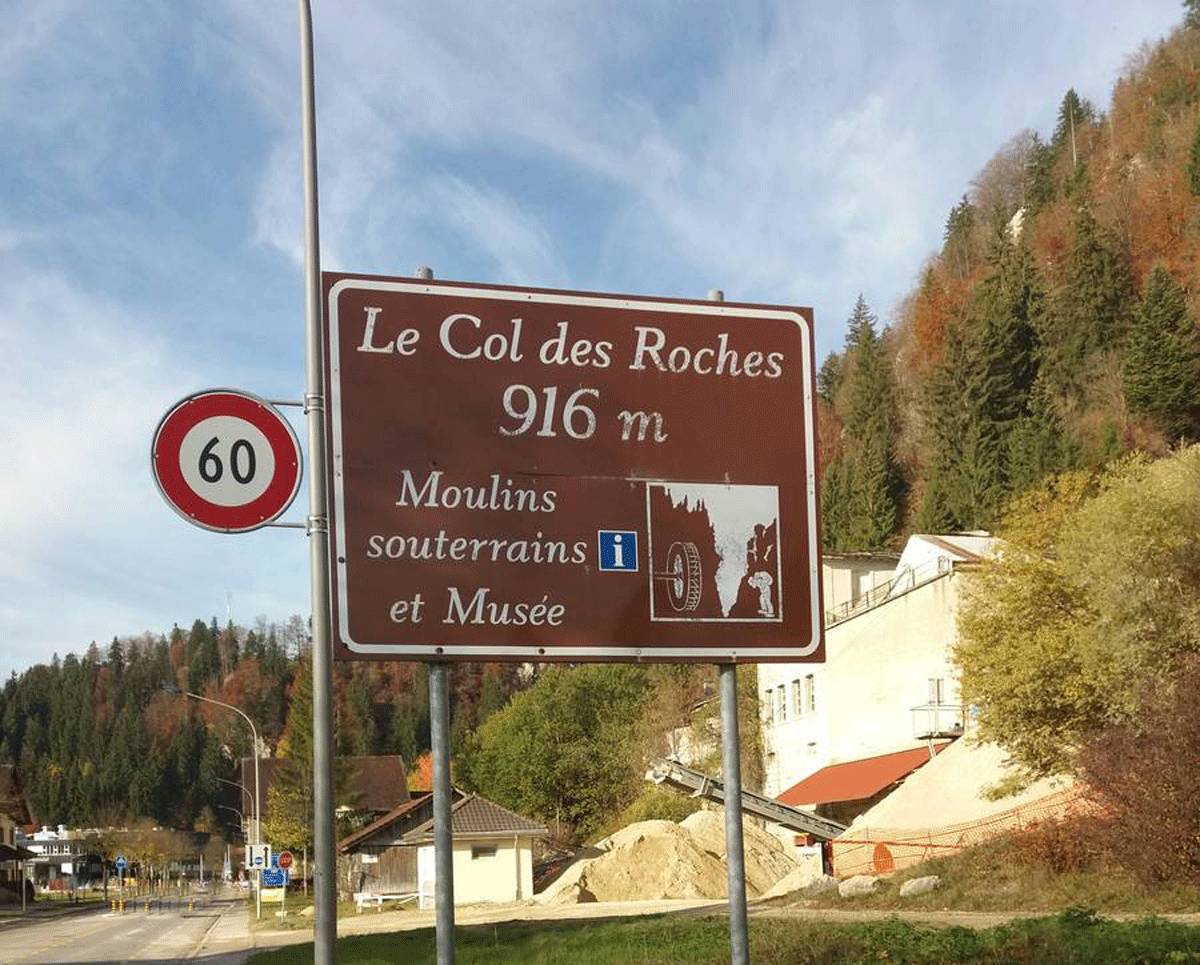 Le Col des Roches
916 m
60
Moulins
souterrains
i
et Musée